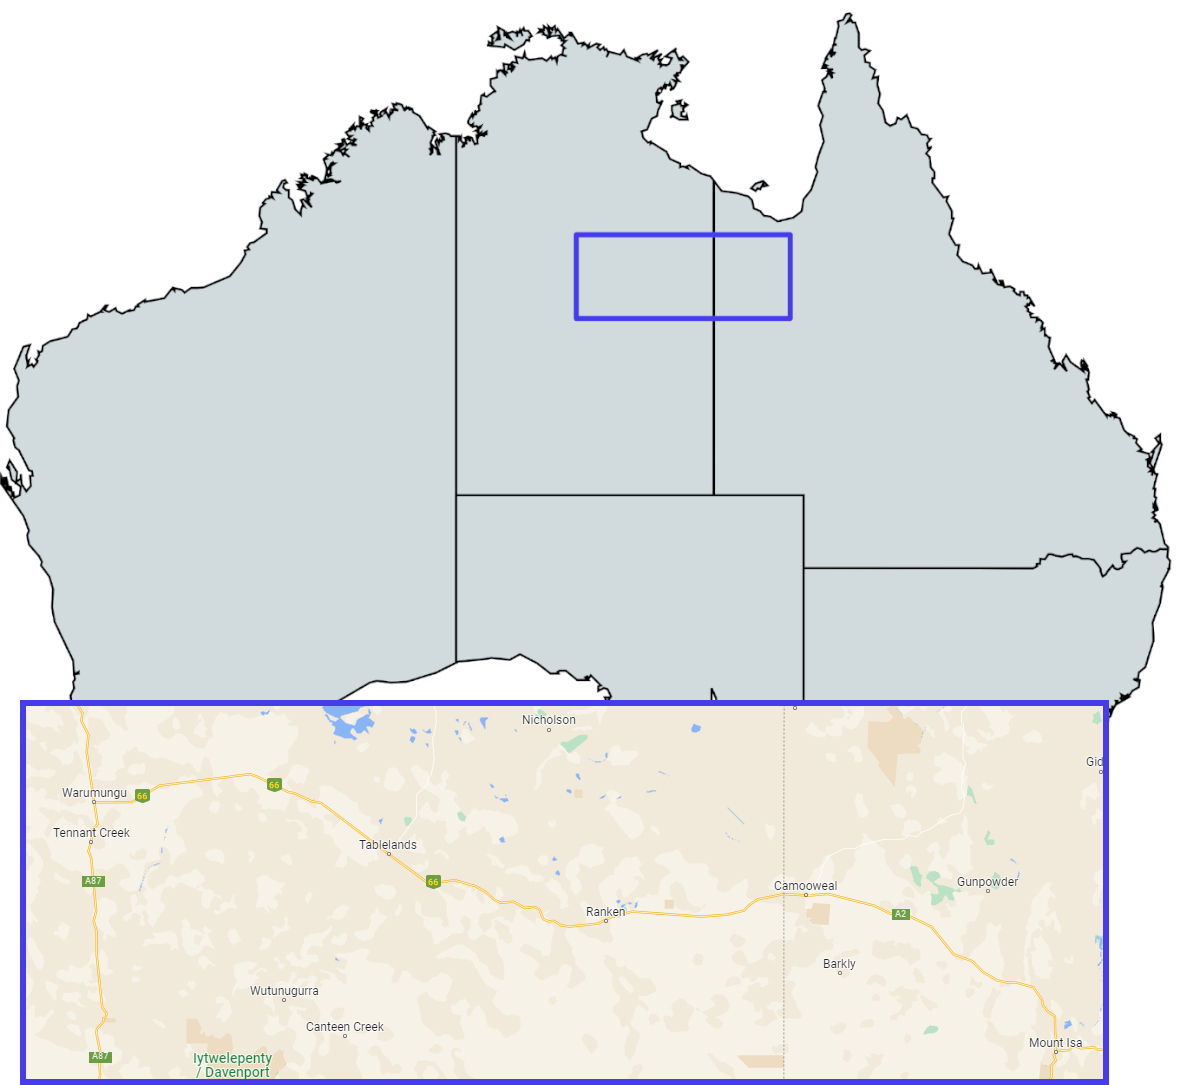 Nicholson
Gid
66
Warumungu
66
Tennant Creek
Tablelands
A87
66
Camooweal
Gunpowder
Ranken
A2
Barkly
Wutunugurra
Canteen Creek
Mount Isa
A87
Iytwelepenty
/ Davenport